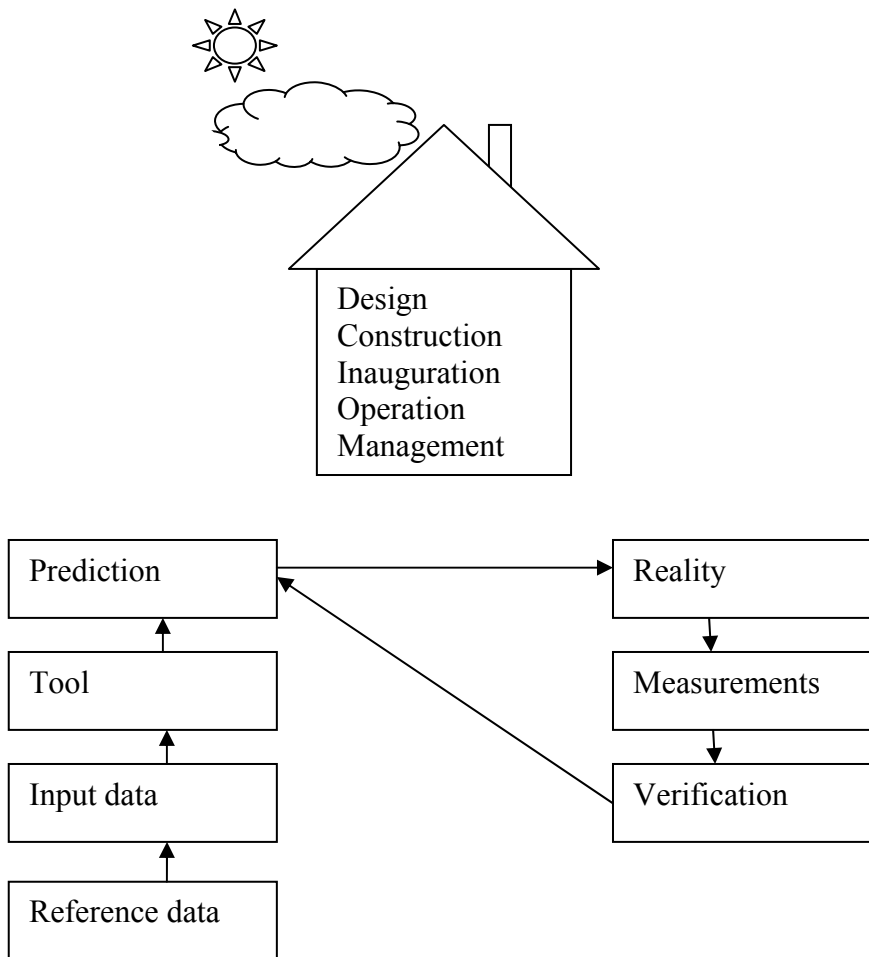 Design
Construction
Inauguration
Operation
Management
Prediction
Reality
Tool
Measurements
Input data
Verification
Reference data